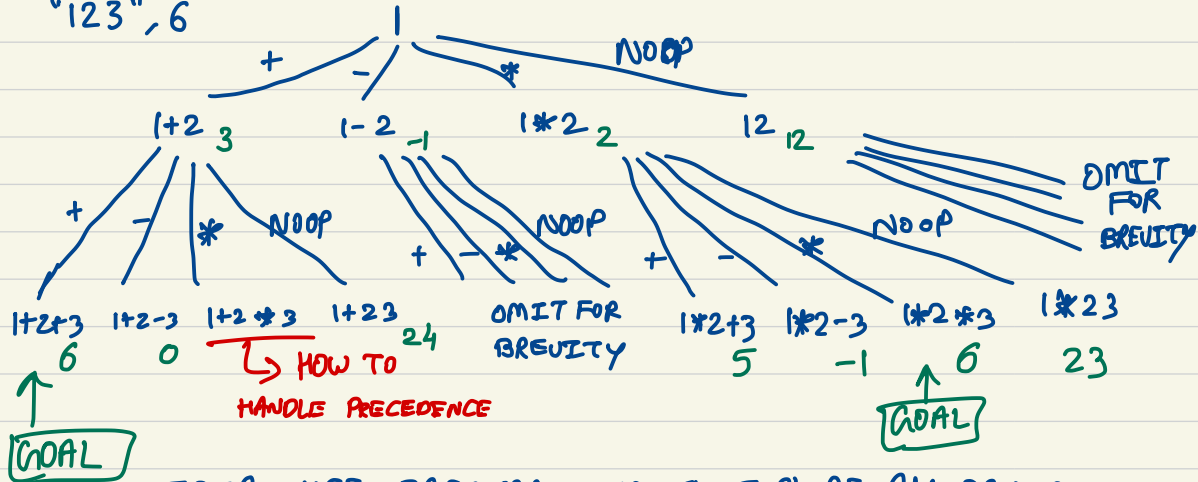 "123", 6
1
+ - * NOOP
1+2 3 1-2 -1 1*2 2 12 12
OMIT
FOR
BREVITY
+ - * NOOP + - * NOOP + - * NOOP
1+2+3 1+2-3 1+2*3 1+23 OMIT FOR 1*2+3 1*2-3 1*2*3 1*23
6 0 24 BREVITY 5 -1 6 23
HOW TO
HANDLE PRECEDENCE
GOAL GOAL